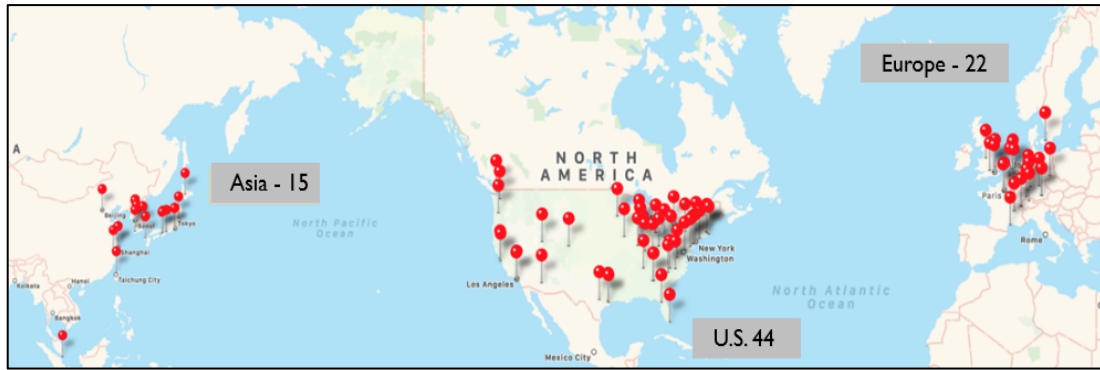 Europe - 22
A
NORTH
AMERICA
Asia - 15
Beijing
Seoul
Tokyo
North Pacific
Ocean
Paris
New York
Washington
Rome
Shanghai
Los Angeles
Taichung City
Kolkata
Hanoi
North Atlantic
Ocean
Bangkok
U.S. 44
Mexico City